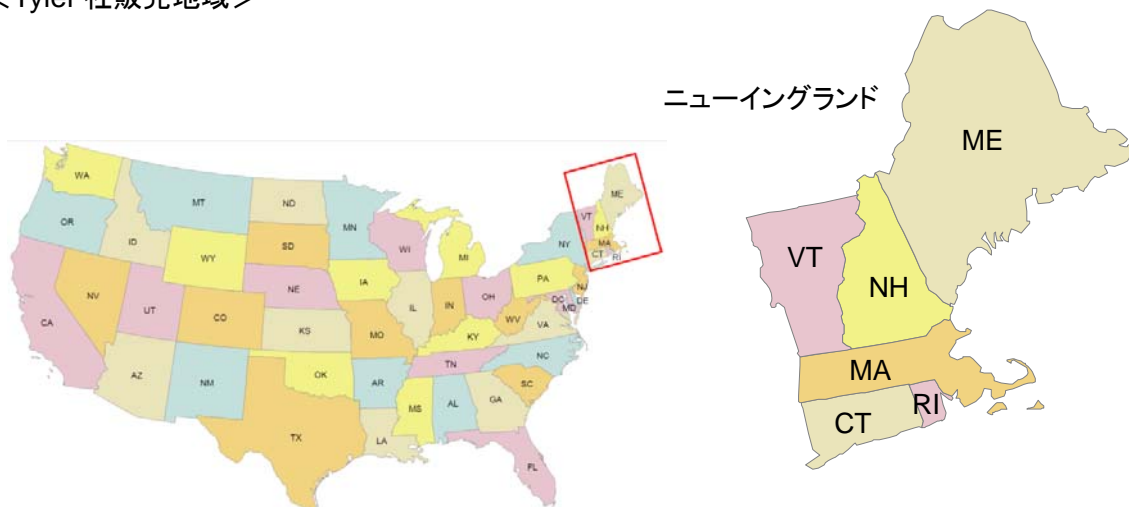 ＜Tyler 社販売地域＞
ニューイングランド
ME
VT
NH
MA
RI
CT
WA
MT
ND
MN
OR
ID
SD
WI
MI
NY
VT
NH
ME
MA
CT
RI
WY
NE
IA
PA
NJ
NV
UT
CO
KS
IL
IN
OH
DC
DE
MD
WV
VA
CA
MO
KY
AZ
NM
OK
AR
TN
NC
SC
MS
AL
GA
TX
LA
FL